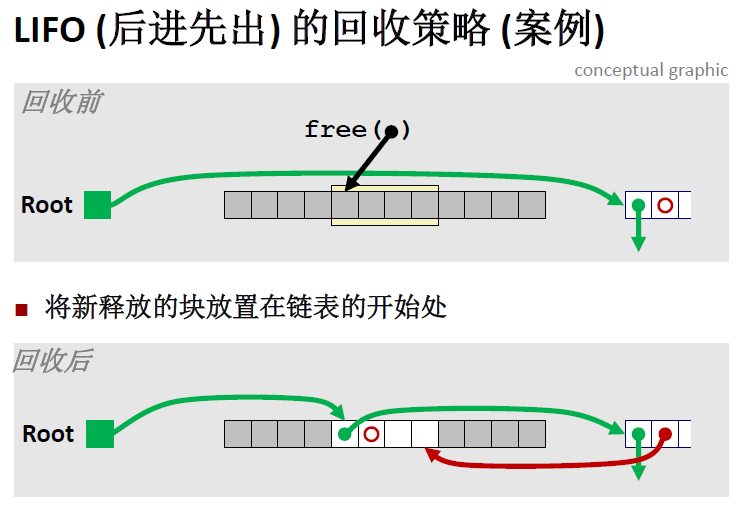 LIFO (后进先出) 的回收策略 (案例)
conceptual graphic
回收前
free( )
Root
将新释放的块放置在链表的开始处
回收后
Root